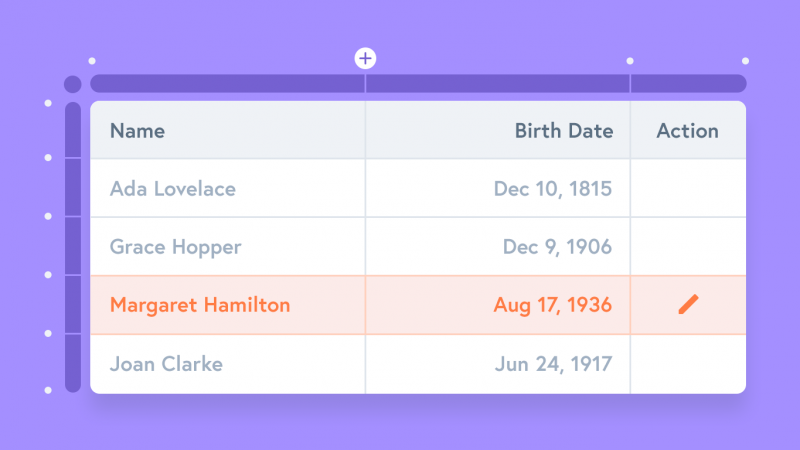 Name Birth Date Action
Ada Lovelace Dec 10, 1815
Grace Hopper Dec 9, 1906
Margaret Hamilton Aug 17, 1936
Joan Clarke Jun 24, 1917